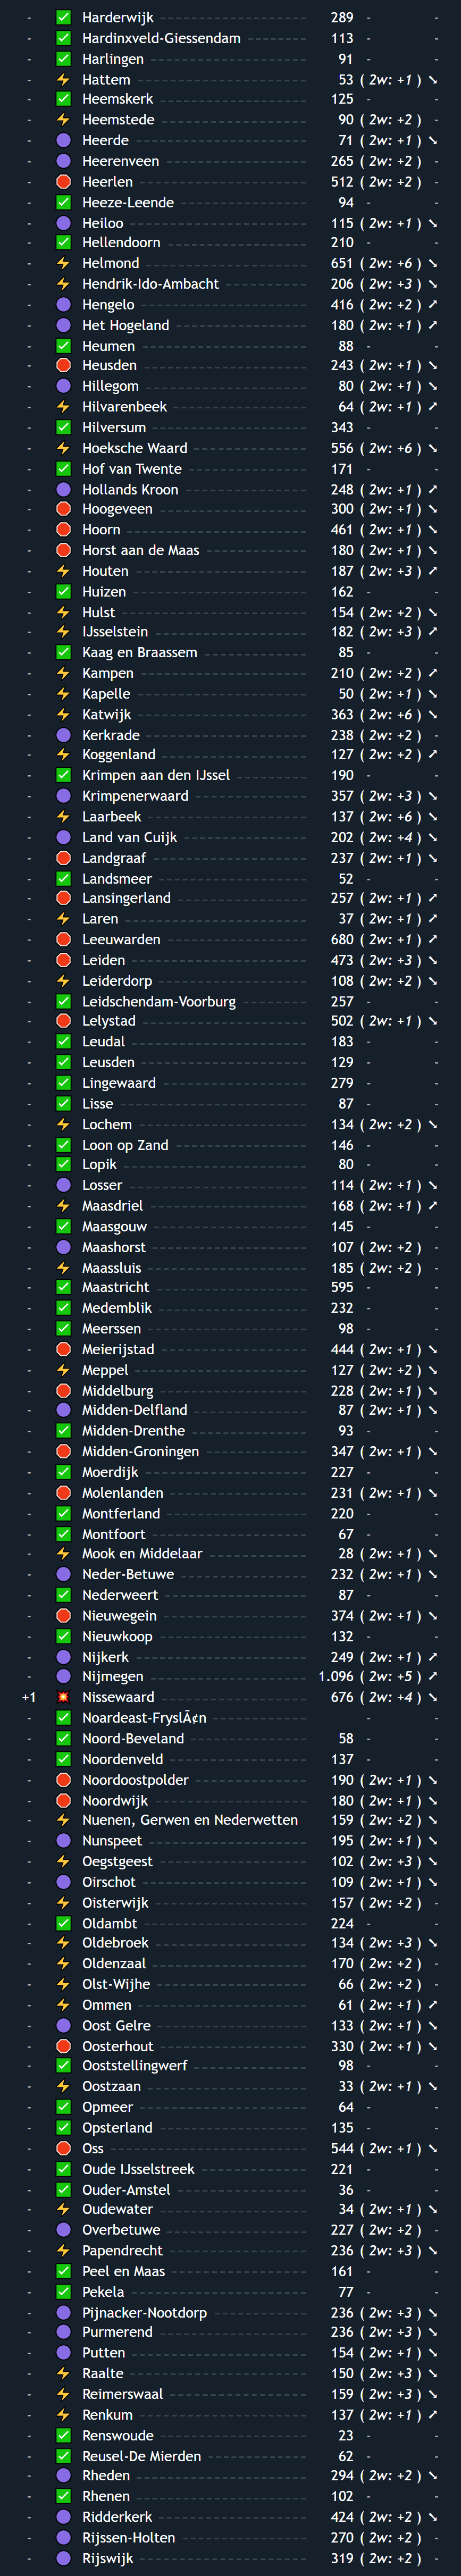 - ✅ Harderwijk 289 - -
- ✅ Hardinxveld-Giessendam 113 - -
- ✅ Harlingen 91 - -
- ⚡ Hattem 53 ( 2w: +1 ) ➘
- ✅ Heemskerk 125 - -
- ⚡ Heemstede 90 ( 2w: +2 ) -
- 🟣 Heerde 71 ( 2w: +1 ) ➘
- 🟣 Heerenveen 265 ( 2w: +2 ) -
- 🛑 Heerlen 512 ( 2w: +2 ) -
- ✅ Heeze-Leende 94 - -
- 🟣 Heiloo 115 ( 2w: +1 ) ➘
- ✅ Hellendoorn 210 - -
- ⚡ Helmond 651 ( 2w: +6 ) ➘
- ⚡ Hendrik-Ido-Ambacht 206 ( 2w: +3 ) ➘
- 🟣 Hengelo 416 ( 2w: +2 ) ➚
- 🟣 Het Hogeland 180 ( 2w: +1 ) ➚
- ✅ Heumen 88 - -
- 🛑 Heusden 243 ( 2w: +1 ) ➘
- 🟣 Hillegom 80 ( 2w: +1 ) ➘
- ⚡ Hilvarenbeek 64 ( 2w: +1 ) ➚
- ✅ Hilversum 343 - -
- ⚡ Hoeksche Waard 556 ( 2w: +6 ) ➘
- ✅ Hof van Twente 171 - -
- 🟣 Hollands Kroon 248 ( 2w: +1 ) ➚
- 🛑 Hoogeveen 300 ( 2w: +1 ) ➘
- 🛑 Hoorn 461 ( 2w: +1 ) ➘
- 🛑 Horst aan de Maas 180 ( 2w: +1 ) ➘
- ⚡ Houten 187 ( 2w: +3 ) ➚
- ✅ Huizen 162 - -
- ⚡ Hulst 154 ( 2w: +2 ) ➘
- ⚡ IJsselstein 182 ( 2w: +3 ) ➚
- ✅ Kaag en Braassem 85 - -
- ⚡ Kampen 210 ( 2w: +2 ) ➚
- ⚡ Kapelle 50 ( 2w: +1 ) ➘
- ⚡ Katwijk 363 ( 2w: +6 ) ➘
- 🟣 Kerkrade 238 ( 2w: +2 ) -
- ⚡ Koggenland 127 ( 2w: +2 ) ➚
- ✅ Krimpen aan den IJssel 190 - -
- 🟣 Krimpenerwaard 357 ( 2w: +3 ) ➘
- ⚡ Laarbeek 137 ( 2w: +6 ) ➘
- 🟣 Land van Cuijk 202 ( 2w: +4 ) ➘
- 🛑 Landgraaf 237 ( 2w: +1 ) ➘
- ✅ Landsmeer 52 - -
- 🛑 Lansingerland 257 ( 2w: +1 ) ➚
- ⚡ Laren 37 ( 2w: +1 ) ➚
- 🛑 Leeuwarden 680 ( 2w: +1 ) ➚
- 🛑 Leiden 473 ( 2w: +3 ) ➘
- ⚡ Leiderdorp 108 ( 2w: +2 ) ➘
- ✅ Leidschendam-Voorburg 257 - -
- 🛑 Lelystad 502 ( 2w: +1 ) ➘
- ✅ Leudal 183 - -
- ✅ Leusden 129 - -
- ✅ Lingewaard 279 - -
- ✅ Lisse 87 - -
- ⚡ Lochem 134 ( 2w: +2 ) ➘
- ✅ Loon op Zand 146 - -
- ✅ Lopik 80 - -
- 🟣 Losser 114 ( 2w: +1 ) ➘
- ⚡ Maasdriel 168 ( 2w: +1 ) ➚
- ✅ Maasgouw 145 - -
- 🟣 Maashorst 107 ( 2w: +2 ) -
- ⚡ Maassluis 185 ( 2w: +2 ) -
- ✅ Maastricht 595 - -
- ✅ Medemblik 232 - -
- ✅ Meerssen 98 - -
- 🛑 Meierijstad 444 ( 2w: +1 ) ➘
- ⚡ Meppel 127 ( 2w: +2 ) ➘
- 🛑 Middelburg 228 ( 2w: +1 ) ➘
- 🟣 Midden-Delfland 87 ( 2w: +1 ) ➘
- ✅ Midden-Drenthe 93 - -
- 🛑 Midden-Groningen 347 ( 2w: +1 ) ➘
- ✅ Moerdijk 227 - -
- 🛑 Molenlanden 231 ( 2w: +1 ) ➘
- ✅ Montferland 220 - -
- ✅ Montfoort 67 - -
- ⚡ Mook en Middelaar 28 ( 2w: +1 ) ➘
- 🟣 Neder-Betuwe 232 ( 2w: +1 ) ➘
- ✅ Nederweert 87 - -
- 🛑 Nieuwegein 374 ( 2w: +1 ) ➘
- ✅ Nieuwkoop 132 - -
- 🟣 Nijkerk 249 ( 2w: +1 ) ➚
- 🟣 Nijmegen 1.096 ( 2w: +5 ) ➚
+1 💥 Nissewaard 676 ( 2w: +4 ) ➘
- ✅ Noardeast-FryslÃ¢n - -
- ✅ Noord-Beveland 58 - -
- ✅ Noordenveld 137 - -
- 🛑 Noordoostpolder 190 ( 2w: +1 ) ➘
- 🛑 Noordwijk 180 ( 2w: +1 ) ➘
- ⚡ Nuenen, Gerwen en Nederwetten 159 ( 2w: +2 ) ➘
- 🟣 Nunspeet 195 ( 2w: +1 ) ➘
- ⚡ Oegstgeest 102 ( 2w: +3 ) ➘
- 🟣 Oirschot 109 ( 2w: +1 ) ➘
- ⚡ Oisterwijk 157 ( 2w: +2 ) -
- ✅ Oldambt 224 - -
- ⚡ Oldebroek 134 ( 2w: +3 ) ➘
- ⚡ Oldenzaal 170 ( 2w: +2 ) -
- ⚡ Olst-Wijhe 66 ( 2w: +2 ) -
- ⚡ Ommen 61 ( 2w: +1 ) ➚
- 🟣 Oost Gelre 133 ( 2w: +1 ) ➘
- 🛑 Oosterhout 330 ( 2w: +1 ) ➘
- ✅ Ooststellingwerf 98 - -
- ⚡ Oostzaan 33 ( 2w: +1 ) ➘
- ✅ Opmeer 64 - -
- ✅ Opsterland 135 - -
- 🛑 Oss 544 ( 2w: +1 ) ➘
- ✅ Oude IJsselstreek 221 - -
- ✅ Ouder-Amstel 36 - -
- ⚡ Oudewater 34 ( 2w: +1 ) ➘
- 🟣 Overbetuwe 227 ( 2w: +2 ) -
- ⚡ Papendrecht 236 ( 2w: +3 ) ➘
- ✅ Peel en Maas 161 - -
- ✅ Pekela 77 - -
- 🟣 Pijnacker-Nootdorp 236 ( 2w: +3 ) ➘
- 🟣 Purmerend 236 ( 2w: +3 ) ➘
- 🟣 Putten 154 ( 2w: +1 ) ➘
- ⚡ Raalte 150 ( 2w: +3 ) ➘
- ⚡ Reimerswaal 159 ( 2w: +3 ) ➘
- ⚡ Renkum 137 ( 2w: +1 ) ➚
- ✅ Renswoude 23 - -
- ✅ Reusel-De Mierden 62 - -
- 🟣 Rheden 294 ( 2w: +2 ) ➘
- ✅ Rhenen 102 - -
- 🟣 Ridderkerk 424 ( 2w: +2 ) ➘
- 🟣 Rijssen-Holten 270 ( 2w: +2 ) -
- 🟣 Rijswijk 319 ( 2w: +2 ) -